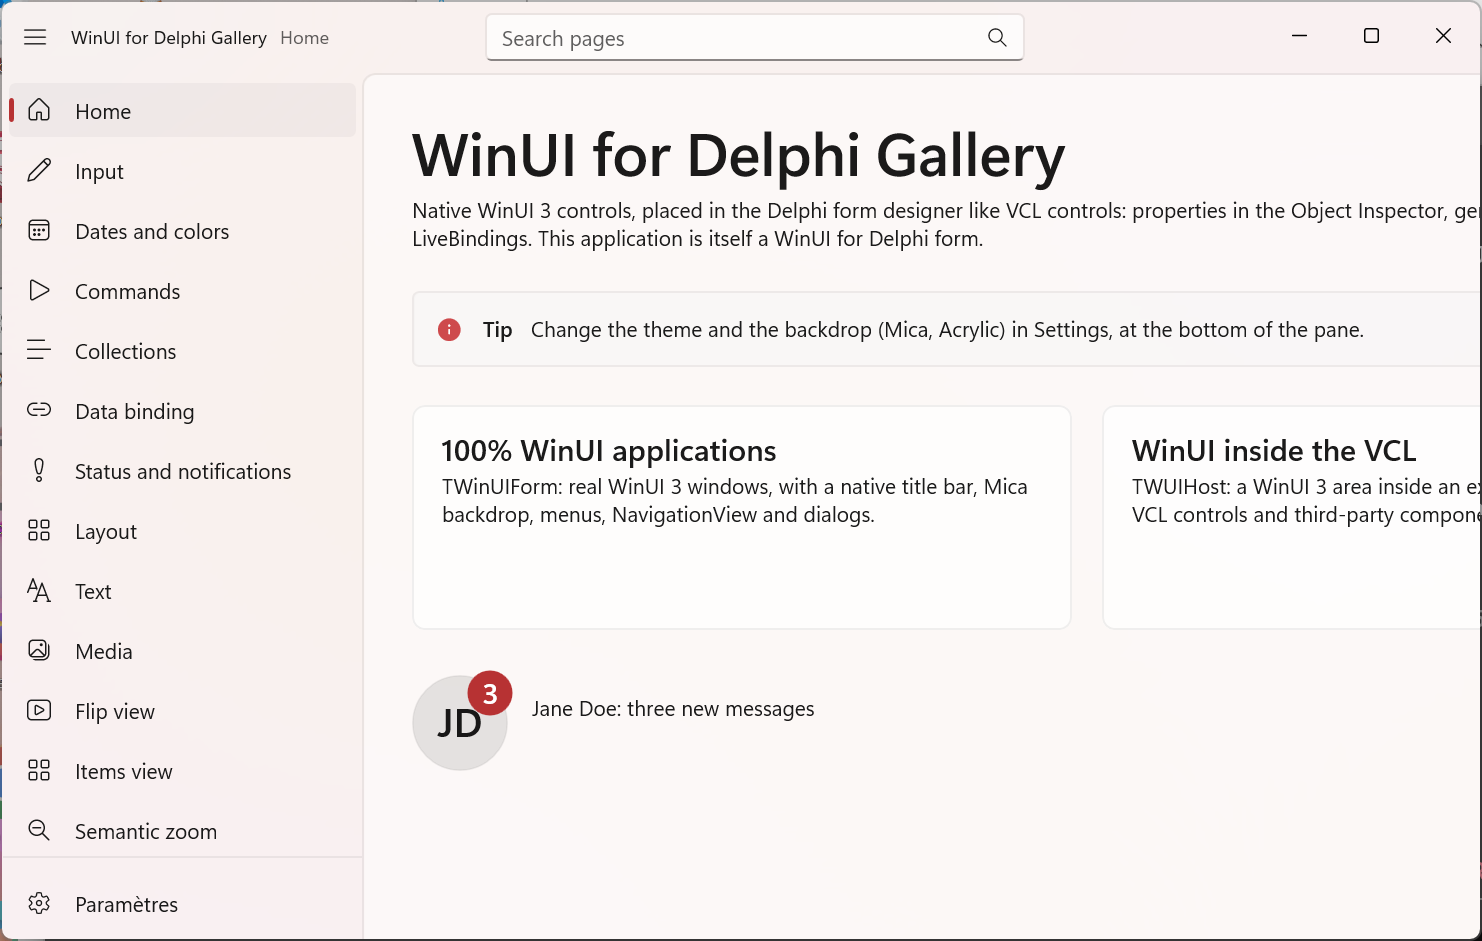 WinUI for Delphi Gallery Home
Search pages
Home
Input
Dates and colors
Commands
Collections
Data binding
Status and notifications
Layout
Text
Media
Flip view
Items view
Semantic zoom
Paramètres
WinUI for Delphi Gallery
Native WinUI 3 controls, placed in the Delphi form designer like VCL controls: properties in the Object Inspector,
LiveBindings. This application is itself a WinUI for Delphi form.
Tip Change the theme and the backdrop (Mica, Acrylic) in Settings, at the bottom of the pane.
100% WinUI applications
TWinUIForm: real WinUI 3 windows, with a native title bar, Mica
backdrop, menus, NavigationView and dialogs.
WinUI inside the VCL
TWUIHost: a WinUI 3 area inside an
VCL controls and third-party
JD
3
Jane Doe: three new messages